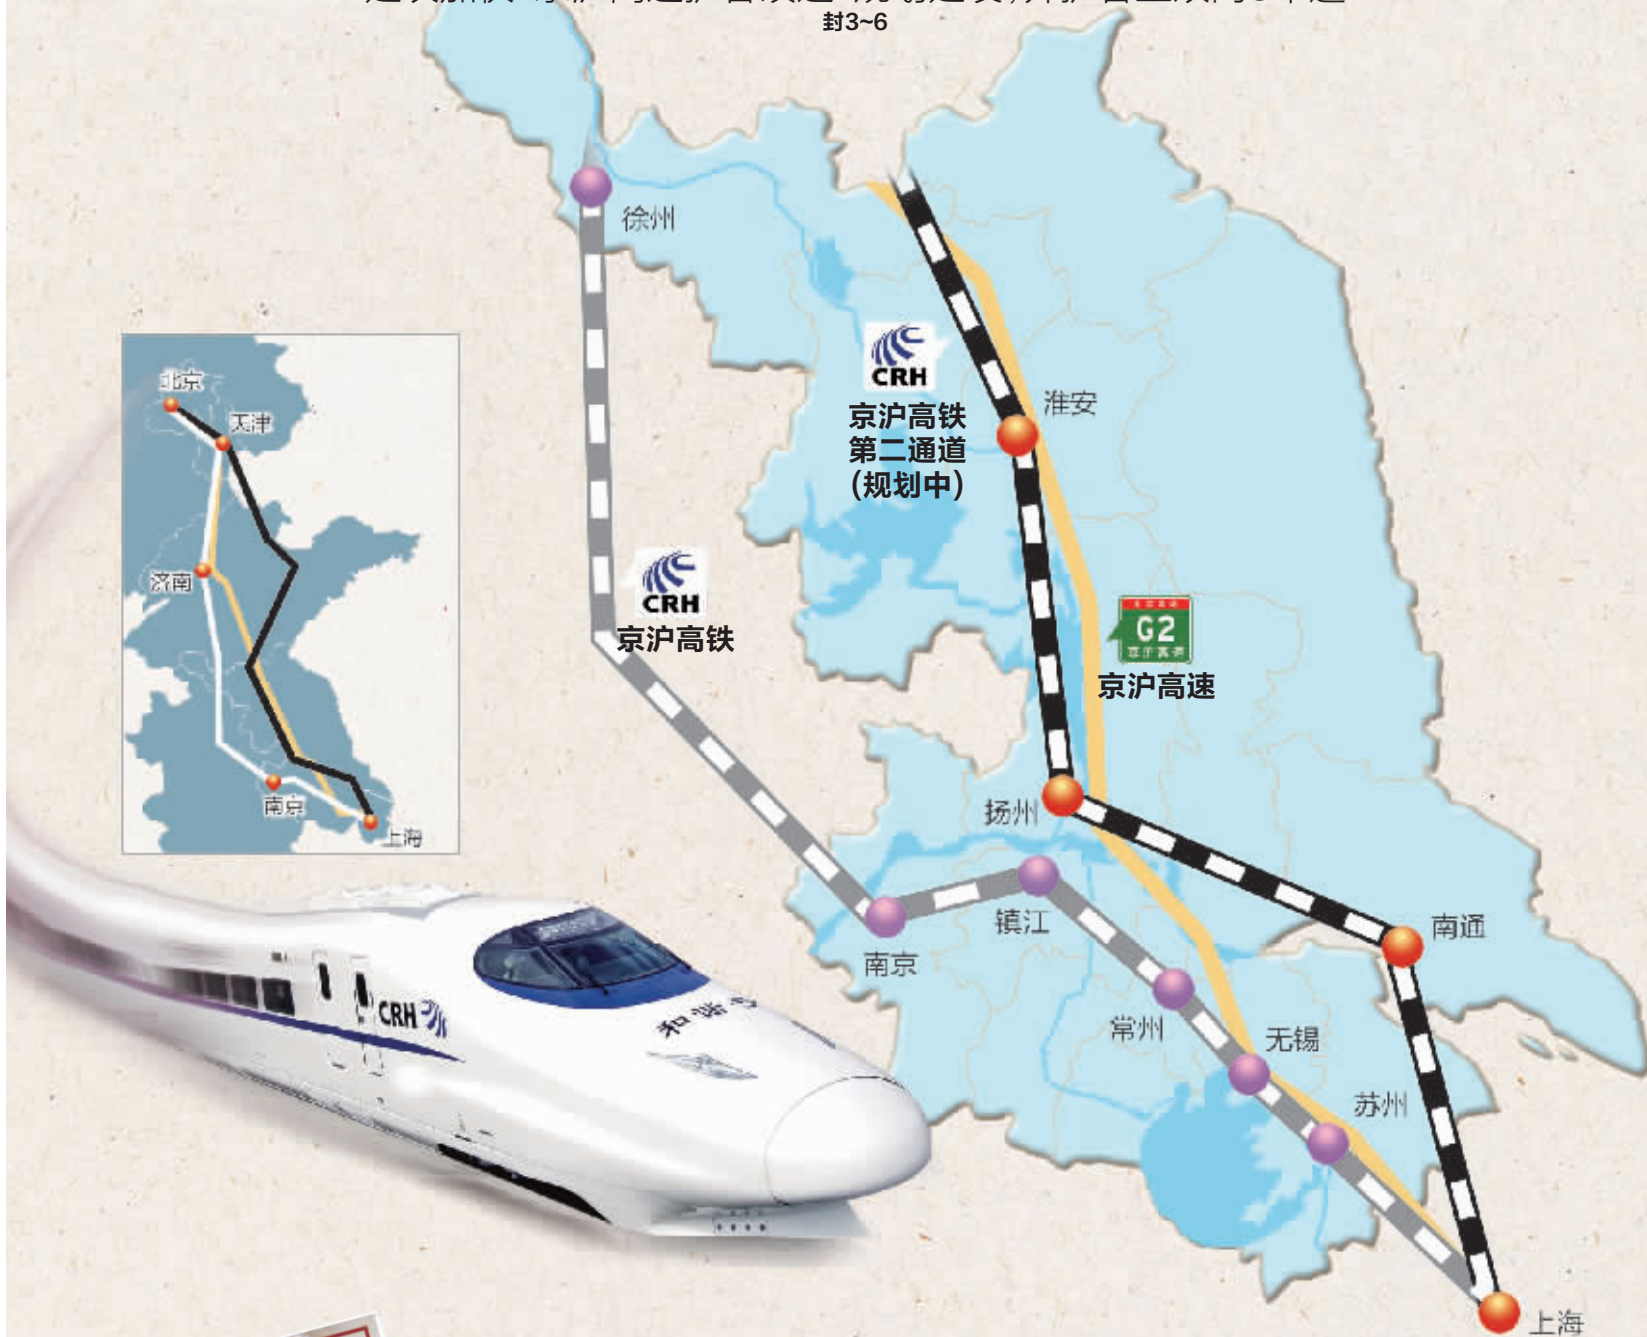 封3~6
徐州
CRH
京沪高铁
第二通道
(规划中)
淮安
北京
天津
济南
南京
上海
CRH
京沪高铁
G2
京沪高速
京沪高速
扬州
镇江
南京
南通
常州
无锡
苏州
上海
CRH
和谐号